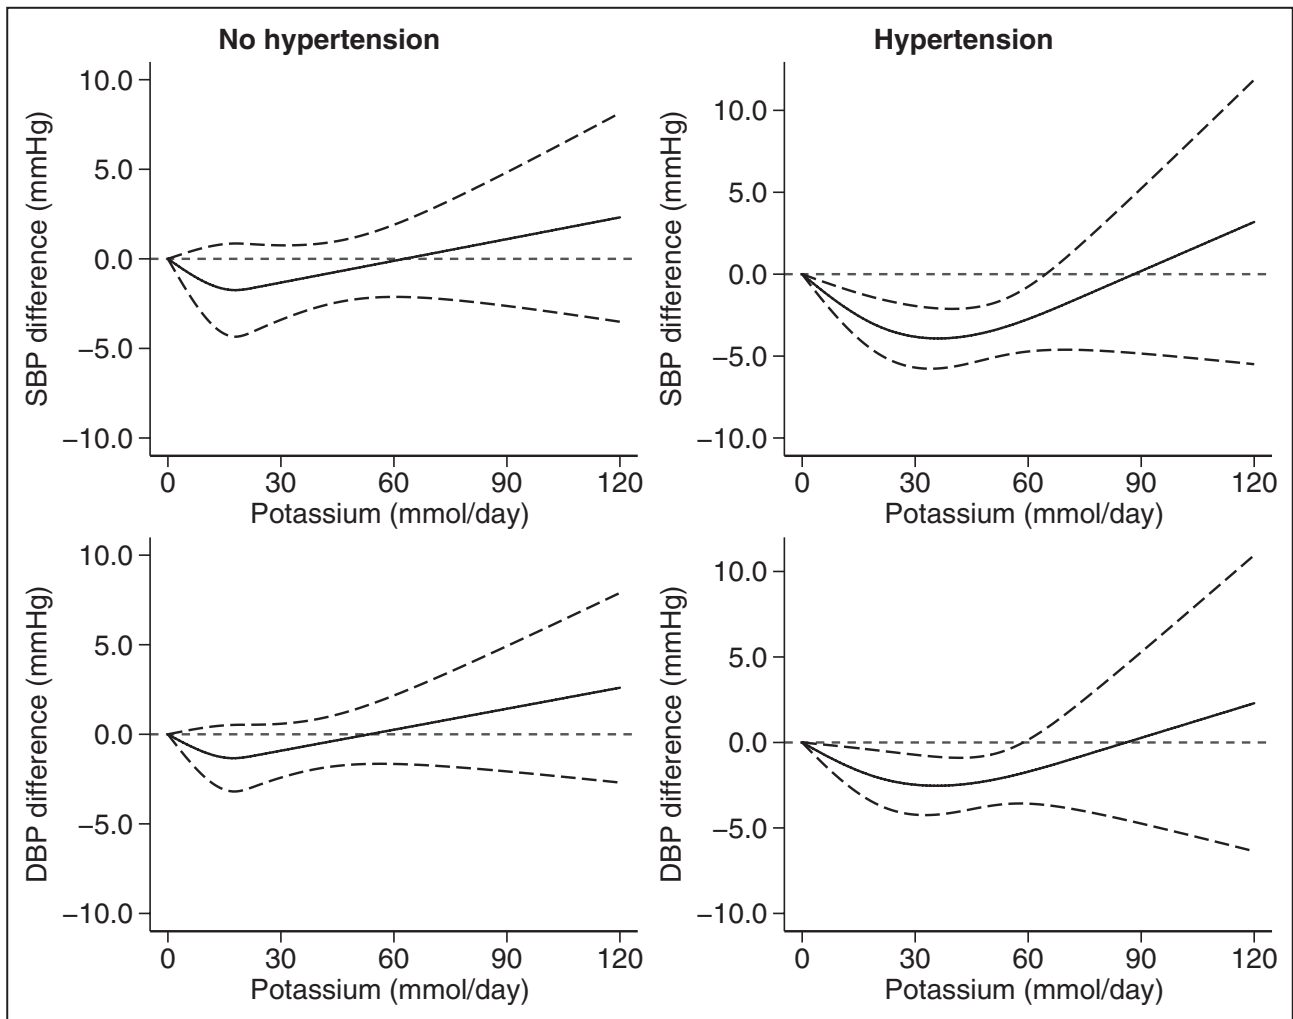 No hypertension
Hypertension
10.0
5.0
0.0
−5.0
−10.0
SBP difference (mmHg)
0 30 60 90 120
Potassium (mmol/day)
10.0
5.0
0.0
−5.0
−10.0
SBP difference (mmHg)
0 30 60 90 120
Potassium (mmol/day)
10.0
5.0
0.0
−5.0
−10.0
DBP difference (mmHg)
0 30 60 90 120
Potassium (mmol/day)
10.0
5.0
0.0
−5.0
−10.0
DBP difference (mmHg)
0 30 60 90 120
Potassium (mmol/day)